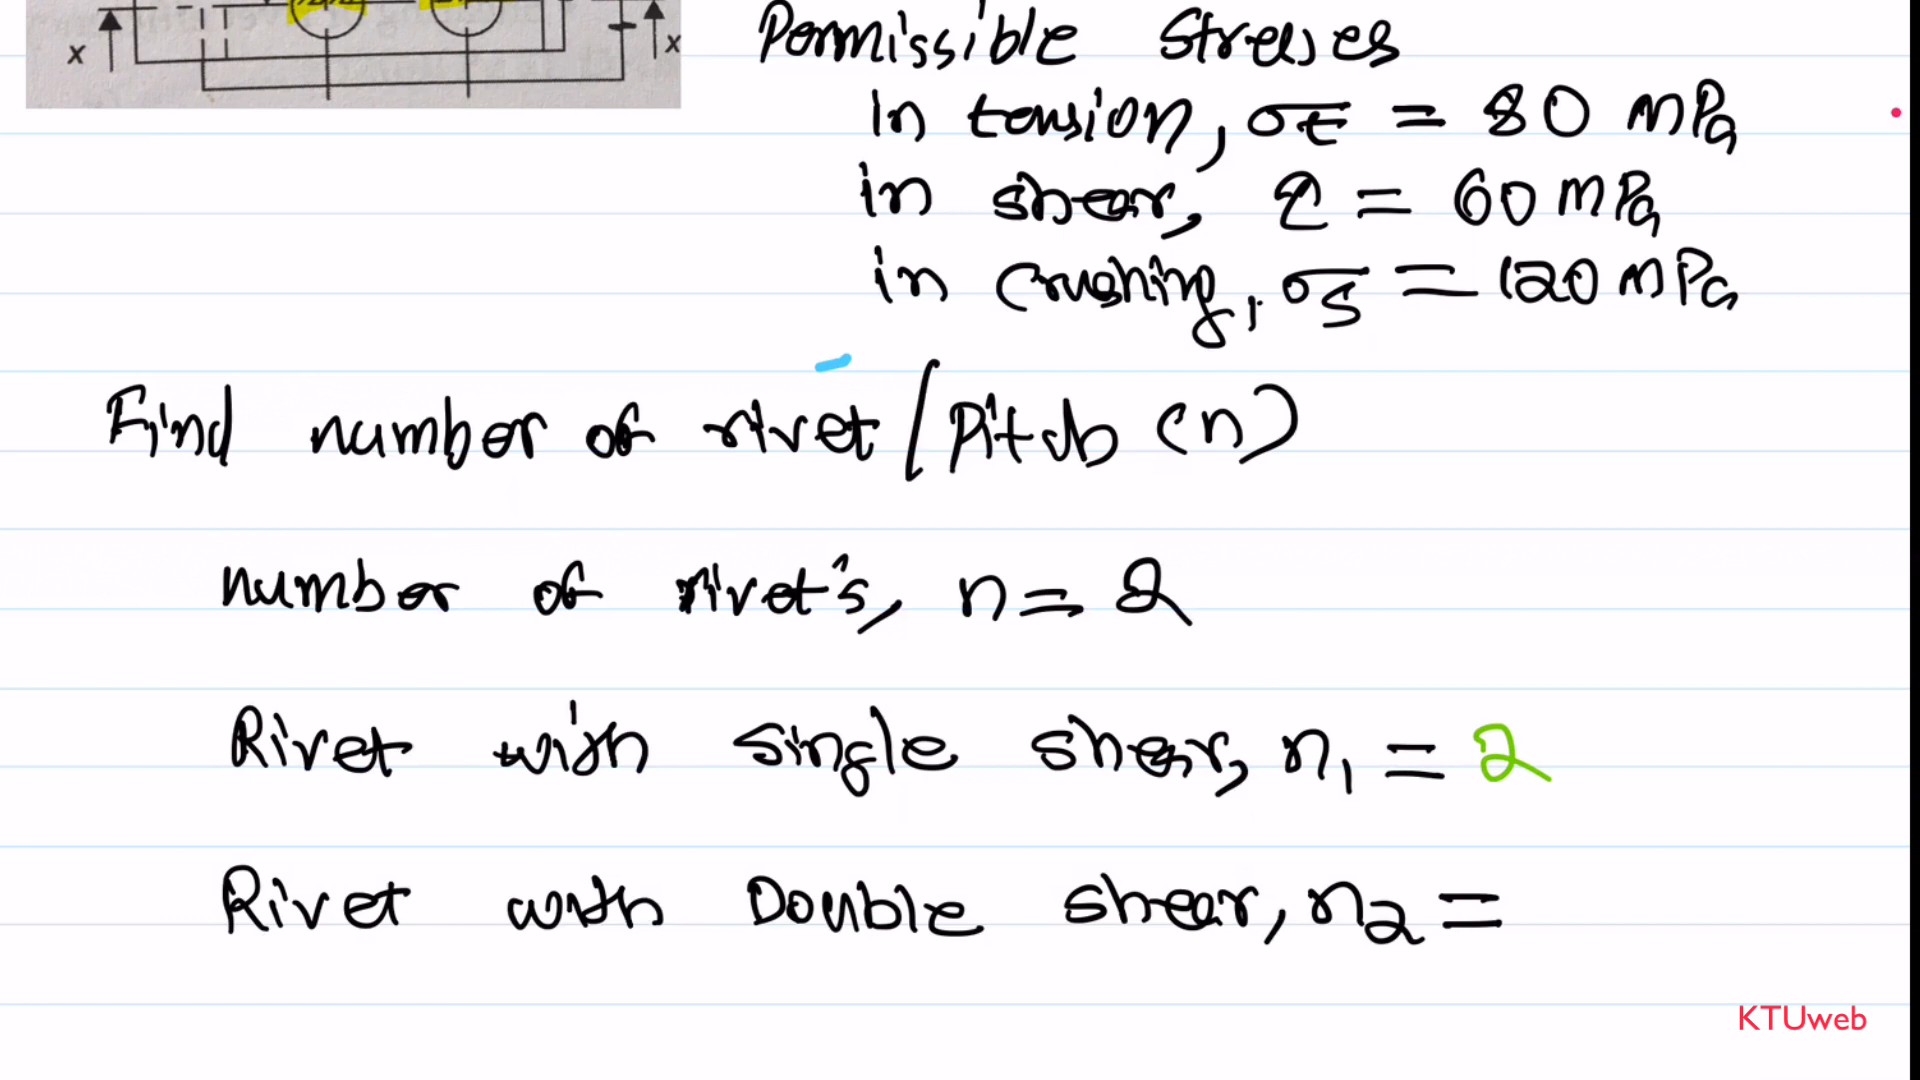 Permissible Stresses
In tension, σt = 80 MPa
in shear, τ = 60 MPa
in crushing, σs = 120 MPa
x x
Find number of rivet / Pitch (n)
number of rivet's, n = 2
Rivet with single shear, n1 = 2
Rivet with Double shear, n2 =
KTUweb